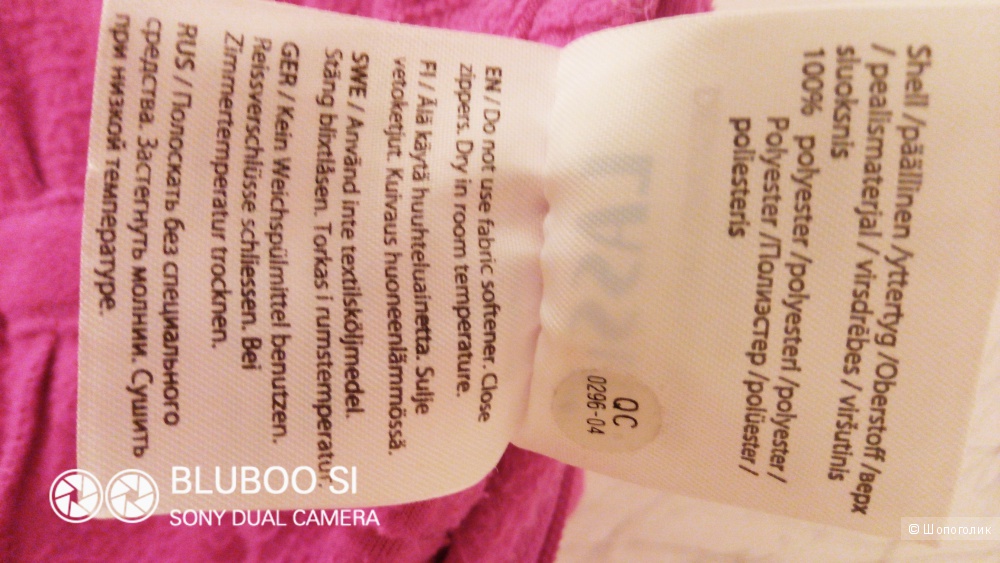 Shell /päällinen /yttertyg /Oberstoff /верх
/ pealismaterjal / virsdrēbes / viršutinis
sluoksnis
100% polyester /polyesteri /polyester /
Polyester /Полиэстер /polüester /
poliesteris
QC
0296-04
EN / Do not use fabric softener. Close
zippers. Dry in room temperature.
FI / Älä käytä huuhteluainetta. Sulje
vetoketjut. Kuivaus huoneenlämmössä.
SWE / Använd inte textilsköljmedel.
Stäng blixtlåsen. Torkas i rumstemperatur.
GER / Kein Weichspülmittel benutzen.
Reissverschlüsse schliessen. Bei
Zimmertemperatur trocknen.
RUS / Полоскать без специального
средства. Застегнуть молнии. Сушить
при низкой температуре.
BLUBOO SI
SONY DUAL CAMERA
© Шопоголик